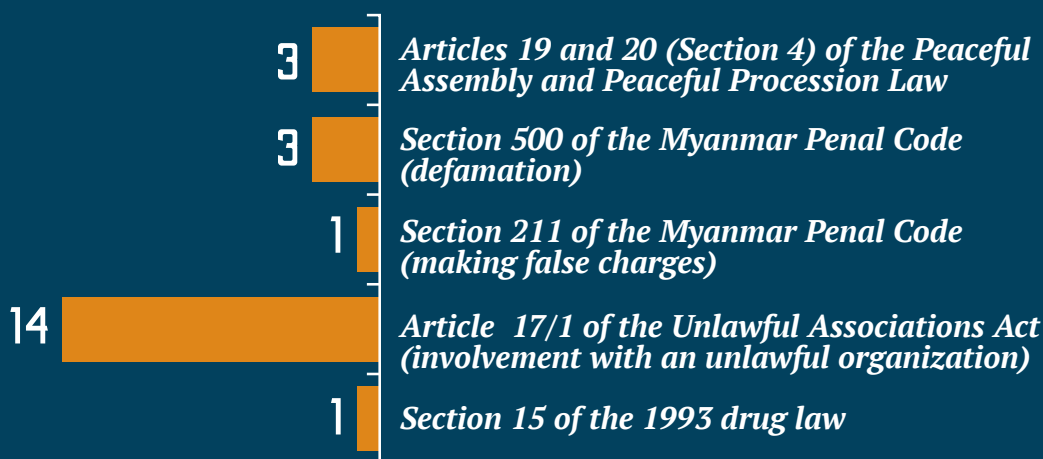 3
Articles 19 and 20 (Section 4) of the Peaceful
Assembly and Peaceful Procession Law
3
Section 500 of the Myanmar Penal Code
(defamation)
1
Section 211 of the Myanmar Penal Code
(making false charges)
14
Article 17/1 of the Unlawful Associations Act
(involvement with an unlawful organization)
1
Section 15 of the 1993 drug law